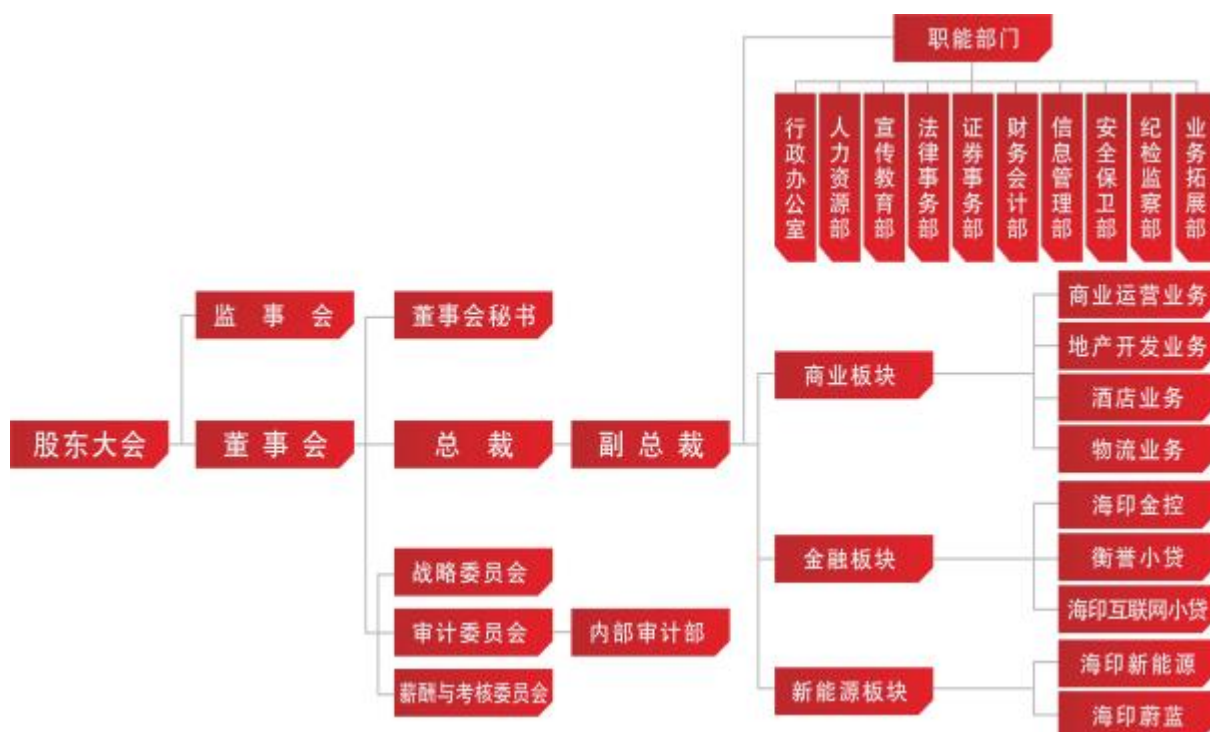 职能部门
行政办公室
人力资源部
宣传教育部
法律事务部
证券事务部
财务会计部
信息管理部
安全保卫部
纪检监察部
业务拓展部
监事会
董事会秘书
股东大会
董事会
总裁
副总裁
战略委员会
审计委员会
内部审计部
薪酬与考核委员会
商业板块
商业运营业务
地产开发业务
酒店业务
物流业务
金融板块
海印金控
衡誉小贷
海印互联网小贷
新能源板块
海印新能源
海印蔚蓝